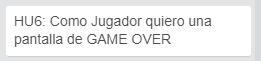 HU6: Como Jugador quiero una
pantalla de GAME OVER